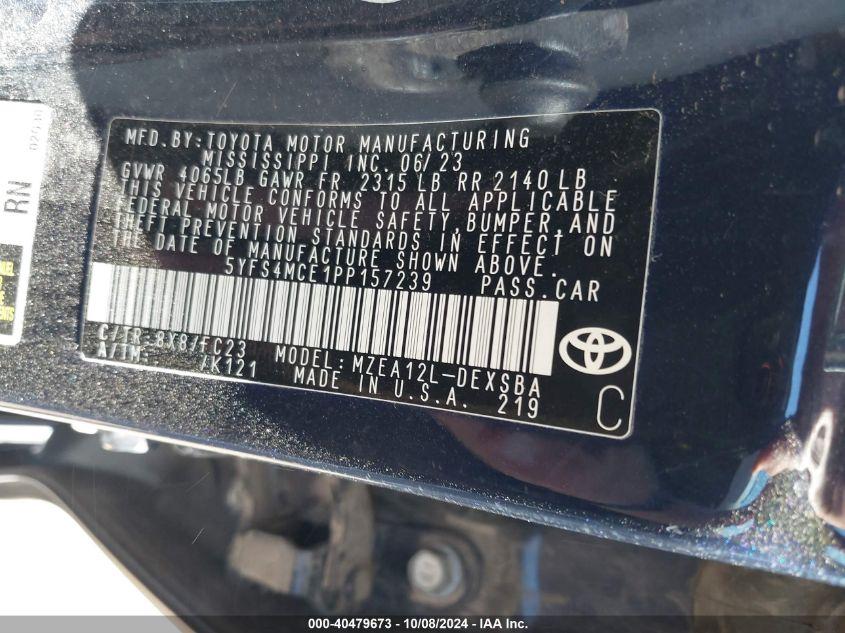 MFD.BY:TOYOTA MOTOR MANUFACTURING
MISSISSIPPI INC. 06/23
GVWR 4065LB GAWR FR. 2315 LB RR 2140LB
THIS VEHICLE CONFORMS TO ALL APPLICABLE
FEDERAL MOTOR VEHICLE SAFETY,BUMPER,AND
THEFT PREVENTION STANDARDS IN EFFECT ON
THE DATE OF MANUFACTURE SHOWN ABOVE.
5YFS4MCE1PP157239 PASS.CAR
C/TR:8X8/FC23
A/TM: /K121
MODEL:MZEA12L-DEXSBA
MADE IN U.S.A. 219
C
RN
000-40479673 - 10/08/2024 - IAAI Inc.